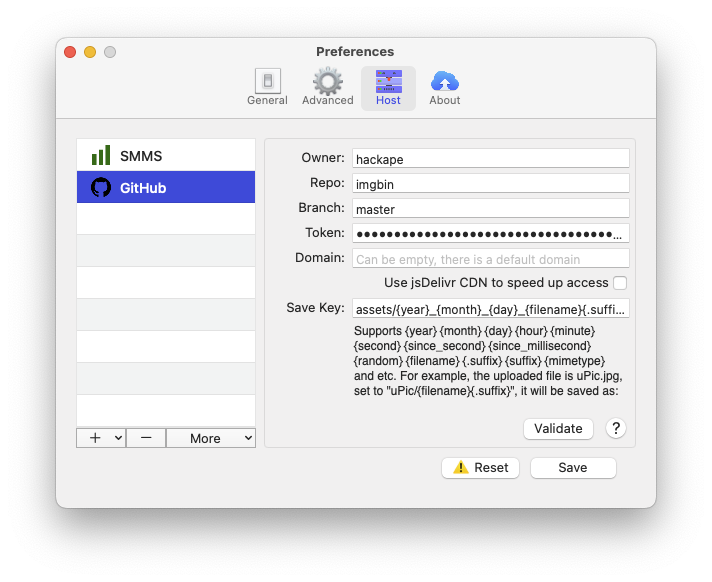 Preferences
General
Advanced
Host
About
SMMS
GitHub
Owner: hackape
Repo: imgbin
Branch: master
Token: ●●●●●●●●●●●●●●●●●●●●●●●●●●●●●●●●●●...
Domain: Can be empty, there is a default domain
Use jsDelivr CDN to speed up access
Save Key: assets/{year}_{month}_{day}_{filename}{.suffi...
Supports {year} {month} {day} {hour} {minute}
{second} {since_second} {since_millisecond}
{random} {filename} {.suffix} {suffix} {mimetype}
and etc. For example, the uploaded file is uPic.jpg,
set to "uPic/{filename}{.suffix}", it will be saved as:
+ − More
Validate ?
Reset Save